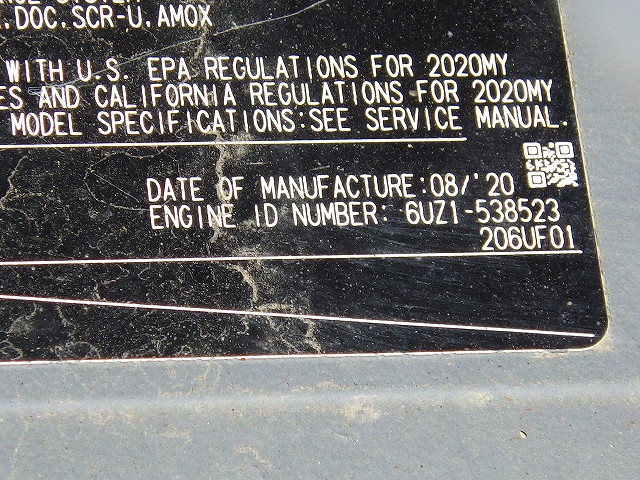 .DOC.SCR-U.AMOX
WITH U.S. EPA REGULATIONS FOR 2020MY
ES AND CALIFORNIA REGULATIONS FOR 2020MY
MODEL SPECIFICATIONS:SEE SERVICE MANUAL.
DATE OF MANUFACTURE:08/'20
ENGINE ID NUMBER: 6UZ1-538523
206UF01